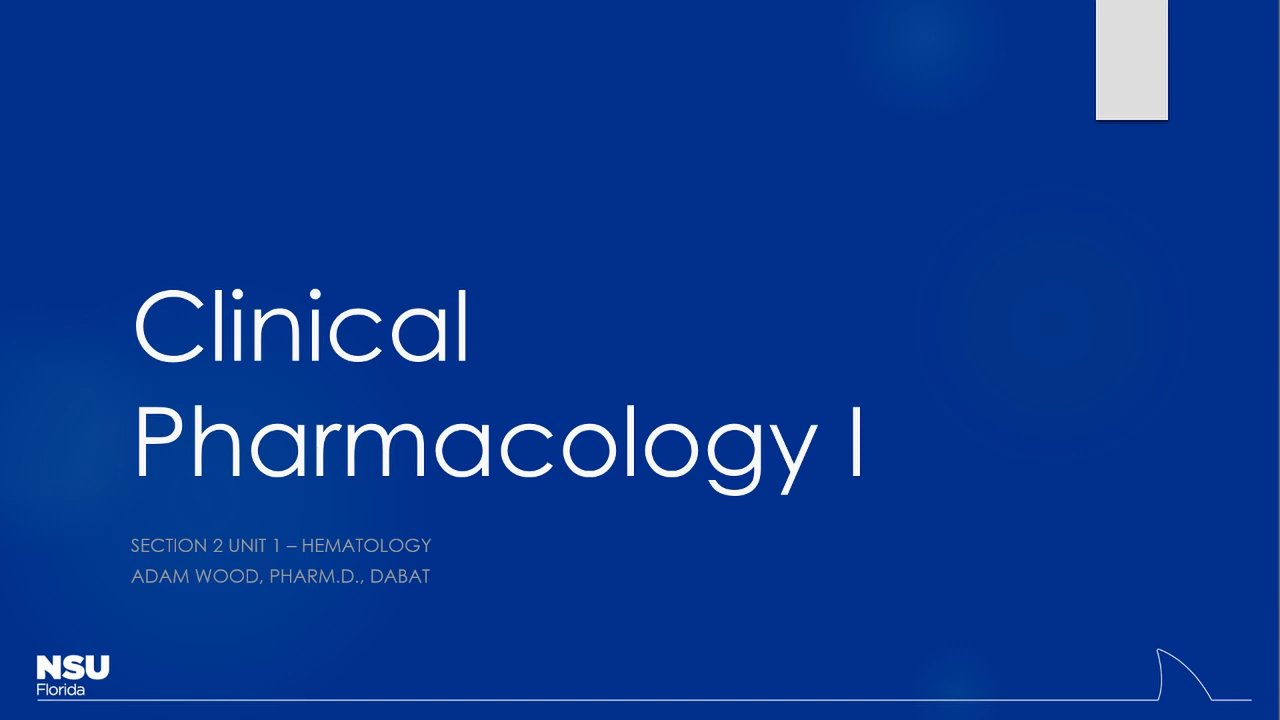 Clinical
Pharmacology I
SECTION 2 UNIT 1 – HEMATOLOGY
ADAM WOOD, PHARM.D., DABAT
NSU
Florida